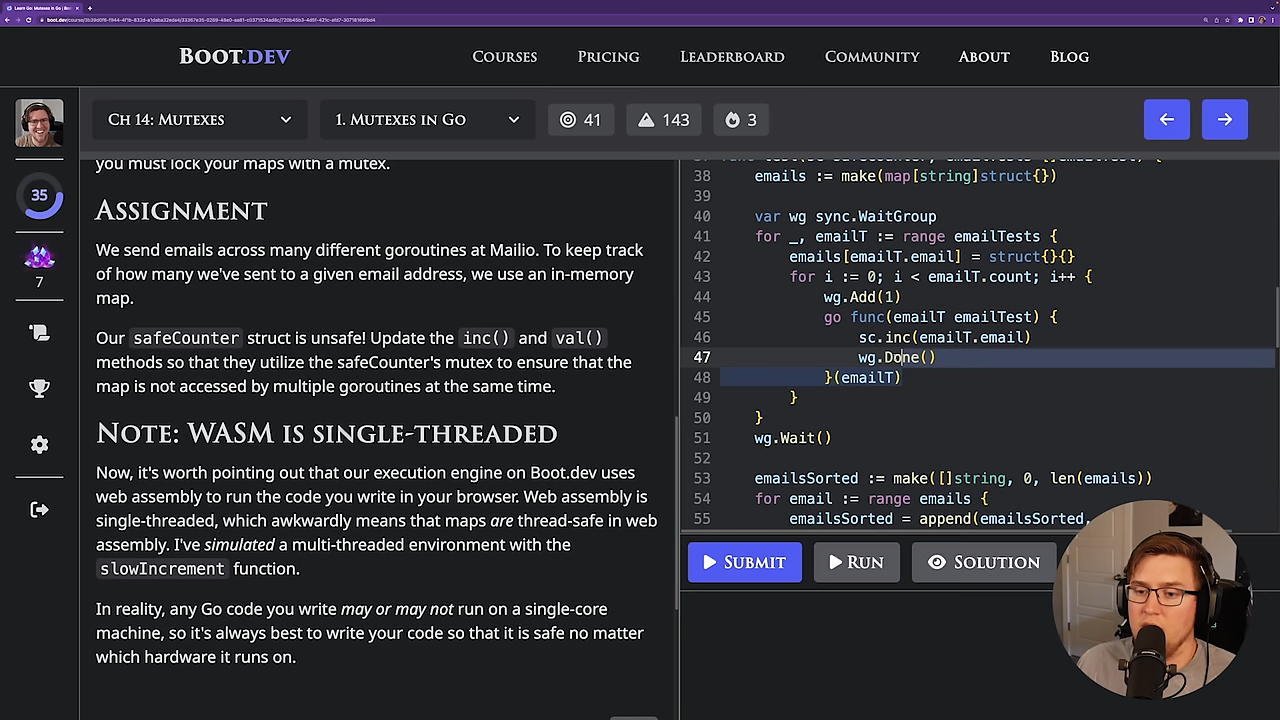 Learn Go: Mutexes in Go | Boo
BOOT.DEV
COURSES
PRICING
LEADERBOARD
COMMUNITY
ABOUT
BLOG
CH 14: MUTEXES
1. MUTEXES IN GO
41
143
3
35
7
you must lock your maps with a mutex.
ASSIGNMENT
We send emails across many different goroutines at Mailio. To keep track
of how many we've sent to a given email address, we use an in-memory
map.
Our safeCounter struct is unsafe! Update the inc() and val()
methods so that they utilize the safeCounter's mutex to ensure that the
map is not accessed by multiple goroutines at the same time.
NOTE: WASM IS SINGLE-THREADED
Now, it's worth pointing out that our execution engine on Boot.dev uses
web assembly to run the code you write in your browser. Web assembly is
single-threaded, which awkwardly means that maps are thread-safe in web
assembly. I've simulated a multi-threaded environment with the
slowIncrement function.
In reality, any Go code you write may or may not run on a single-core
machine, so it's always best to write your code so that it is safe no matter
which hardware it runs on.
38 emails := make(map[string]struct{})
39
40 var wg sync.WaitGroup
41 for _, emailT := range emailTests {
42 emails[emailT.email] = struct{}{}
43 for i := 0; i < emailT.count; i++ {
44 wg.Add(1)
45 go func(emailT emailTest) {
46 sc.inc(emailT.email)
47 wg.Done()
48 }(emailT)
49 }
50 }
51 wg.Wait()
52
53 emailsSorted := make([]string, 0, len(emails))
54 for email := range emails {
55 emailsSorted = append(emailsSorted,
SUBMIT
RUN
SOLUTION